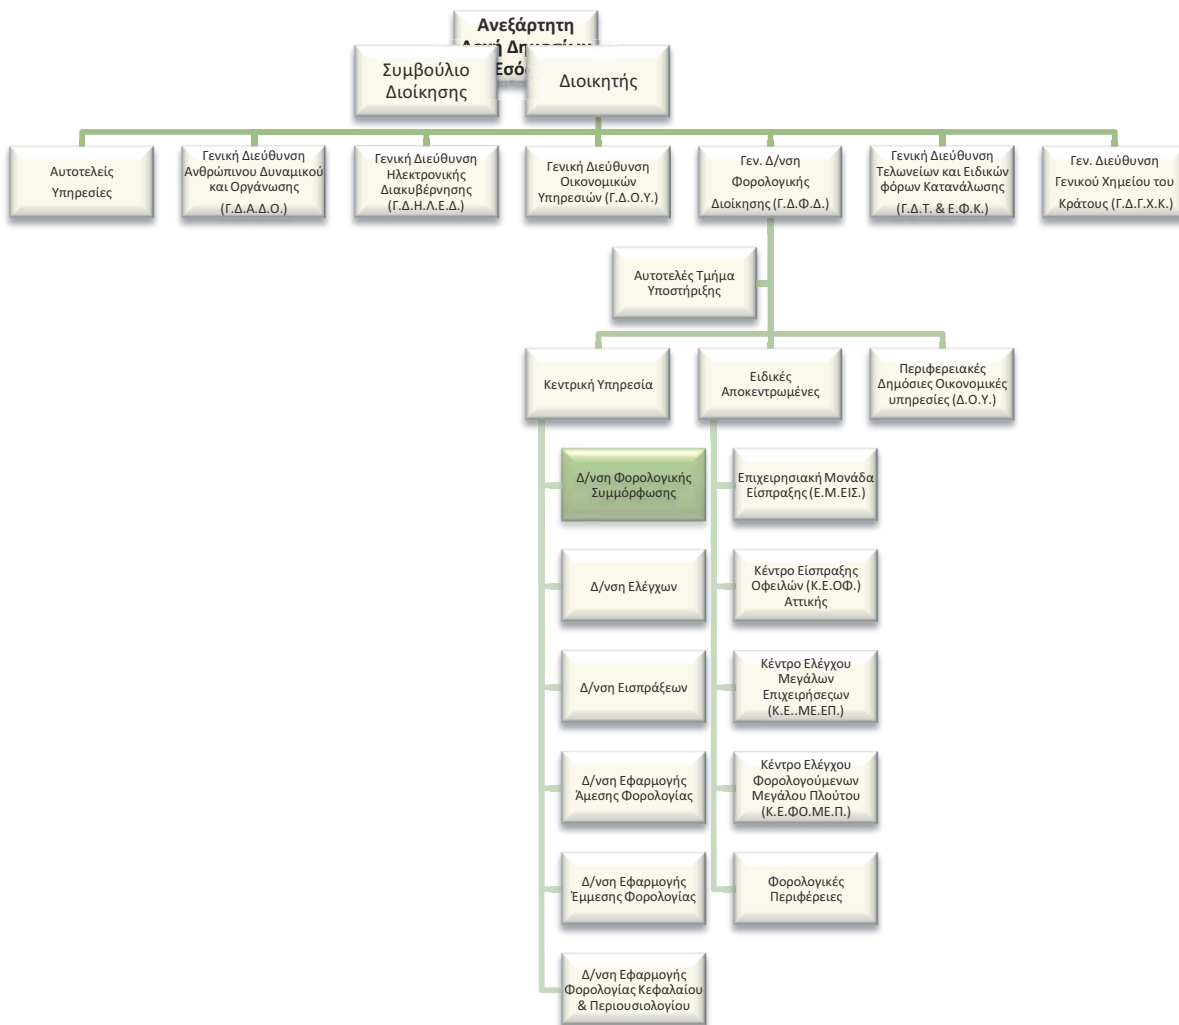 Ανεξάρτητη
Συμβούλιο
Διοίκησης
Διοικητής
Αυτοτελείς
Υπηρεσίες
Γενική Διεύθυνση
Ανθρώπινου Δυναμικού
και Οργάνωσης
(Γ.Δ.Α.Δ.Ο.)
Γενική Διεύθυνση
Ηλεκτρονικής
Διακυβέρνησης
(Γ.Δ.Η.Λ.Ε.Δ.)
Γενική Διεύθυνση
Οικονομικών
Υπηρεσιών (Γ.Δ.Ο.Υ.)
Γεν. Δ/νση
Φορολογικής
Διοίκησης (Γ.Δ.Φ.Δ.)
Γενική Διεύθυνση
Τελωνείων και Ειδικών
φόρων Κατανάλωσης
(Γ.Δ.Τ. & Ε.Φ.Κ.)
Γεν. Διεύθυνση
Γενικού Χημείου του
Κράτους (Γ.Δ.Γ.Χ.Κ.)
Αυτοτελές Τμήμα
Υποστήριξης
Κεντρική Υπηρεσία
Ειδικές
Αποκεντρωμένες
Περιφερειακές
Δημόσιες Οικονομικές
υπηρεσίες (Δ.Ο.Υ.)
Δ/νση Φορολογικής
Συμμόρφωσης
Δ/νση Ελέγχων
Δ/νση Εισπράξεων
Δ/νση Εφαρμογής
Άμεσης Φορολογίας
Δ/νση Εφαρμογής
Έμμεσης Φορολογίας
Δ/νση Εφαρμογής
Φορολογίας Κεφαλαίου
& Περιουσιολογίου
Επιχειρησιακή Μονάδα
Είσπραξης (Ε.Μ.ΕΙΣ.)
Κέντρο Είσπραξης
Οφειλών (Κ.Ε.ΟΦ.)
Αττικής
Κέντρο Ελέγχου
Μεγάλων
Επιχειρήσεςων
(Κ.Ε..ΜΕ.ΕΠ.)
Κέντρο Ελέγχου
Φορολογούμενων
Μεγάλου Πλούτου
(Κ.Ε.ΦΟ.ΜΕ.Π.)
Φορολογικές
Περιφέρειες